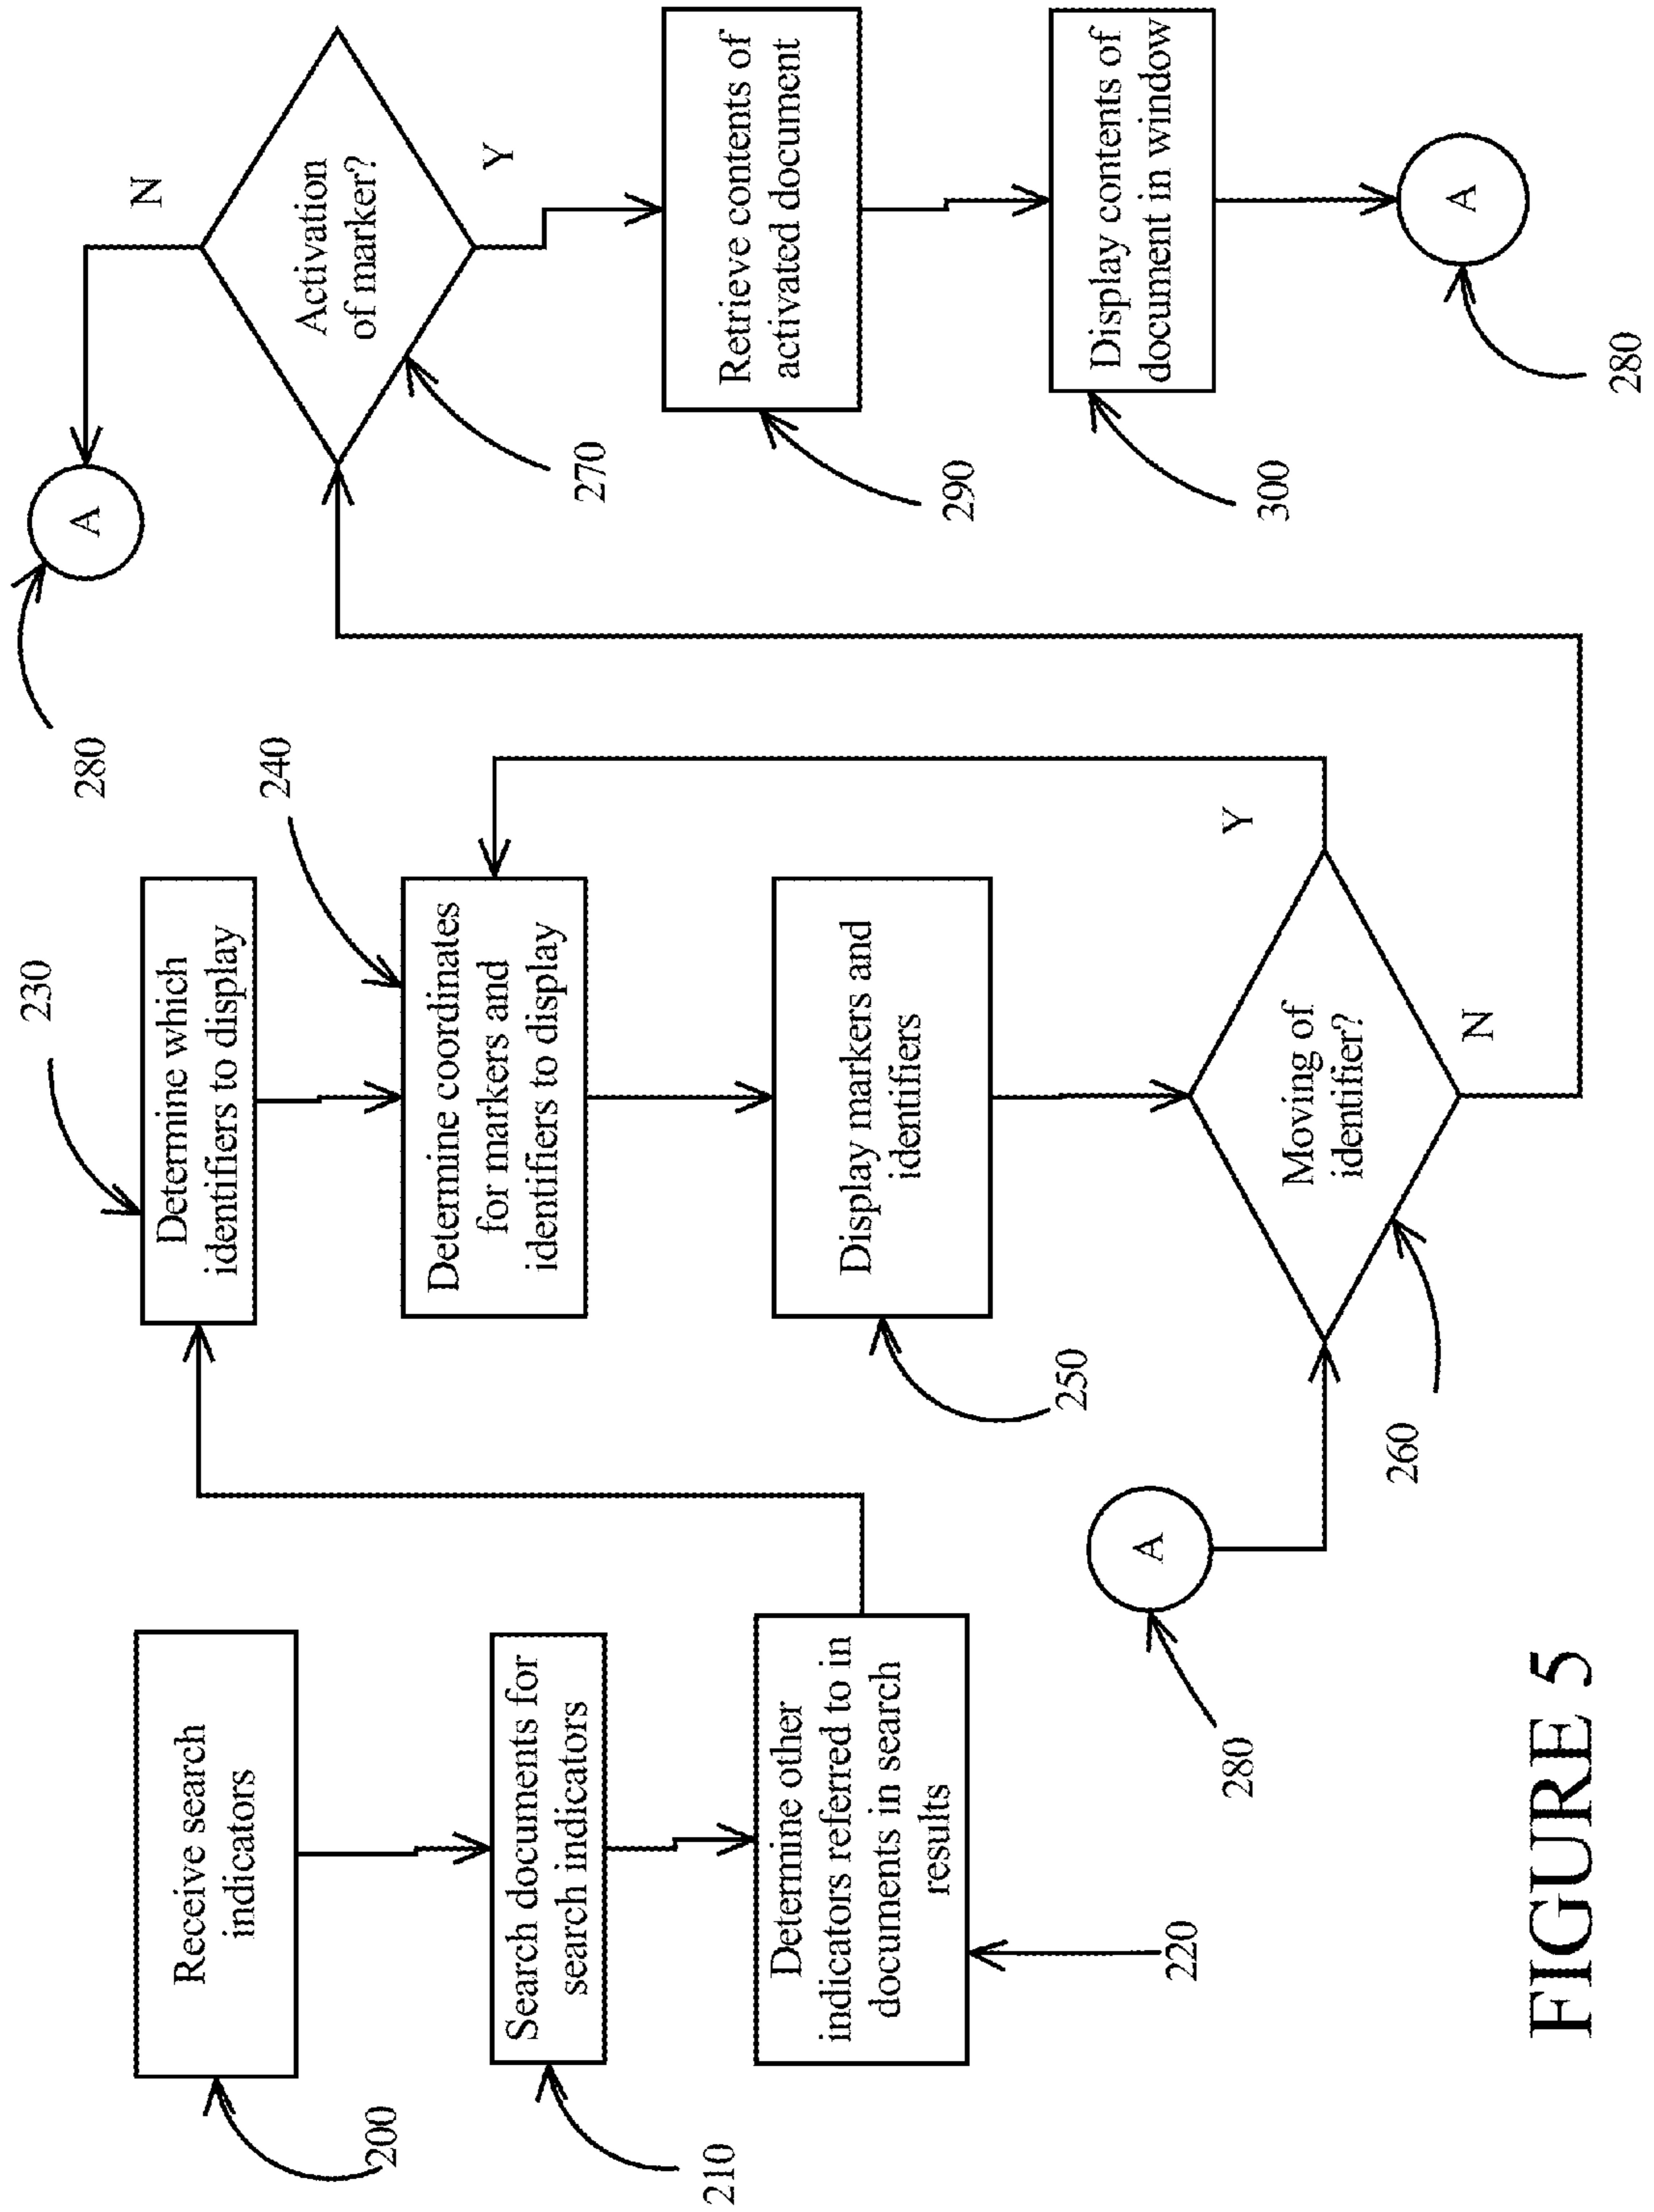 200
Receive search
indicators
210
Search documents for
search indicators
220
Determine other
indicators referred to in
documents in search
results
230
Determine which
identifiers to display
240
Determine coordinates
for markers and
identifiers to display
250
Display markers and
identifiers
280
A
260
Moving of
identifier?
Y
N
280
A
N
270
Activation
of marker?
Y
290
Retrieve contents of
activated document
300
Display contents of
document in window
A
280
FIGURE 5